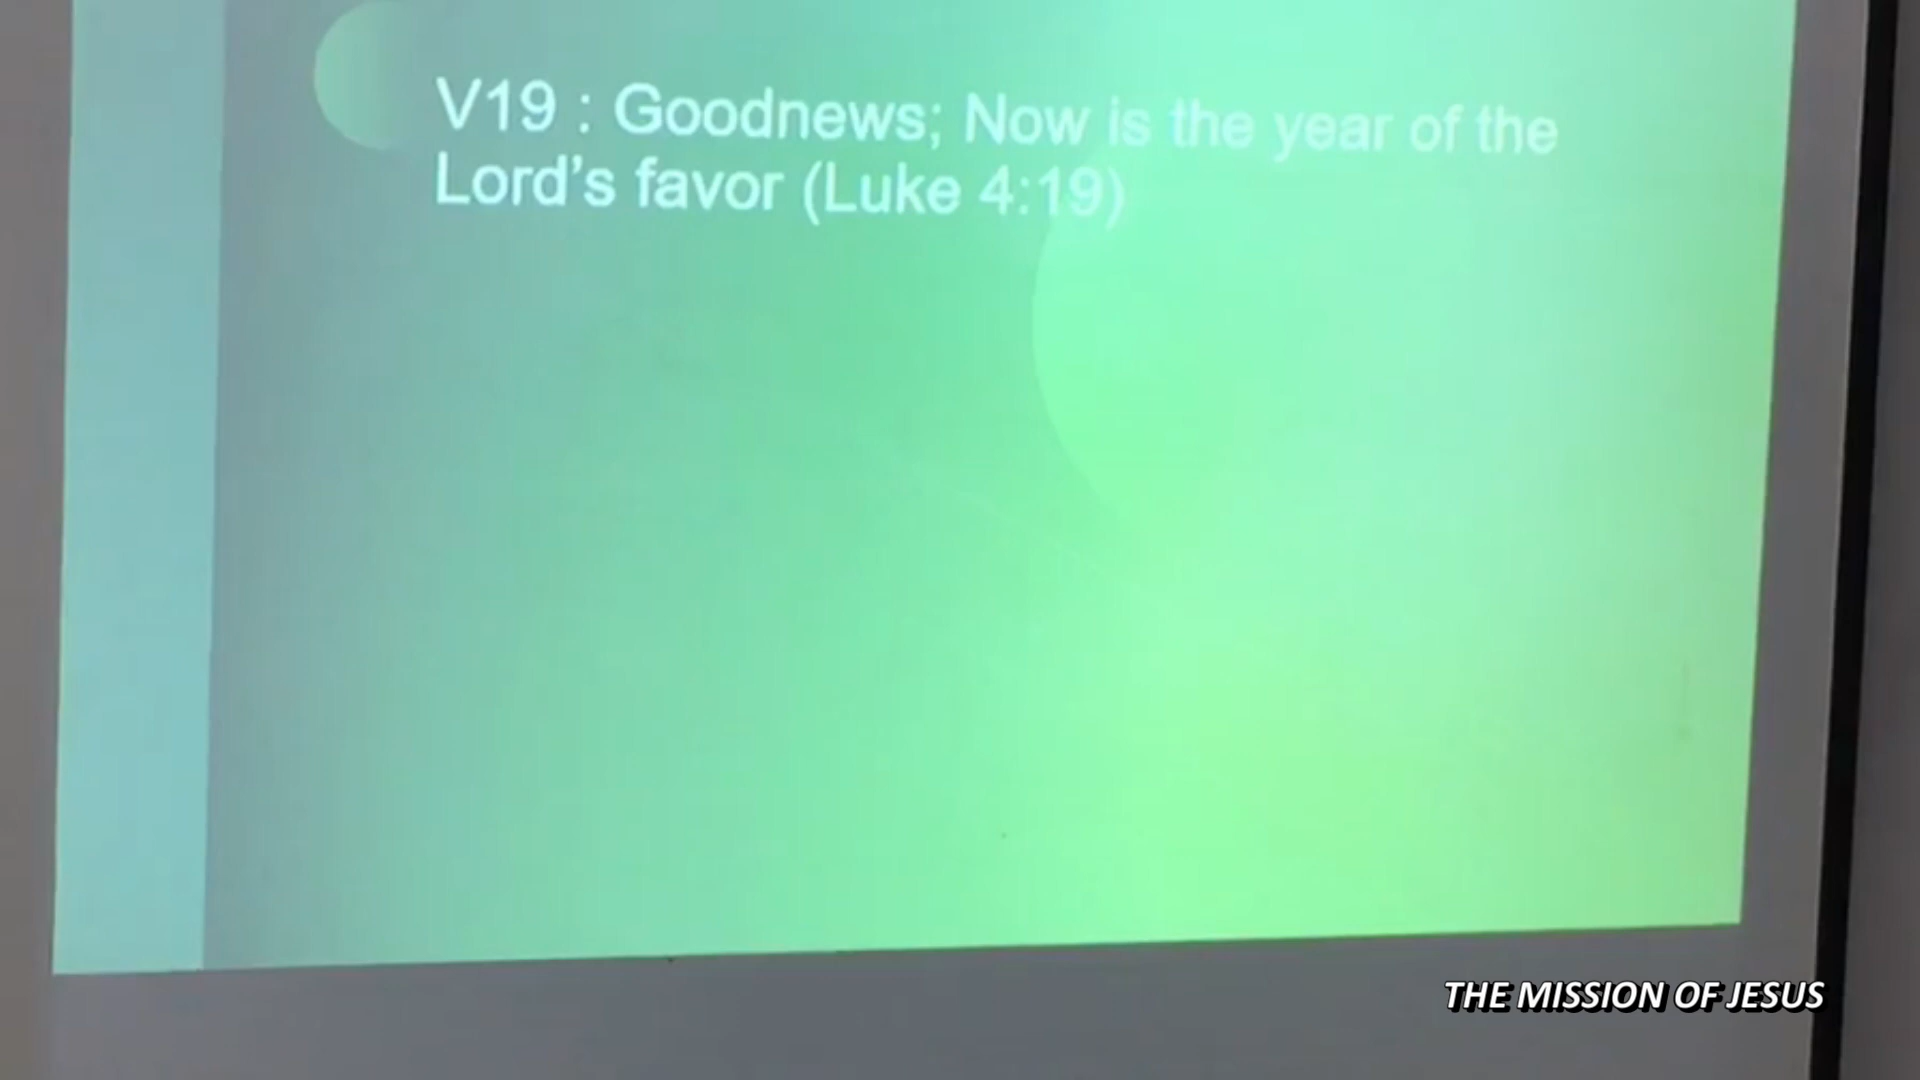 V19 : Goodnews; Now is the year of the
Lord's favor (Luke 4:19)
THE MISSION OF JESUS